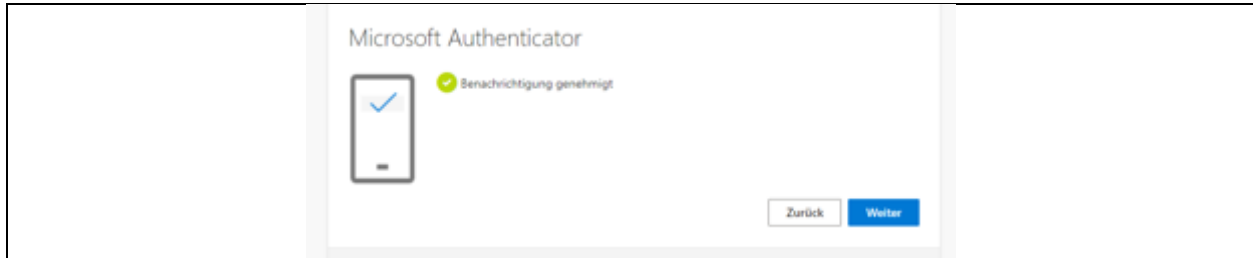 Microsoft Authenticator
Benachrichtigung genehmigt
Zurück Weiter